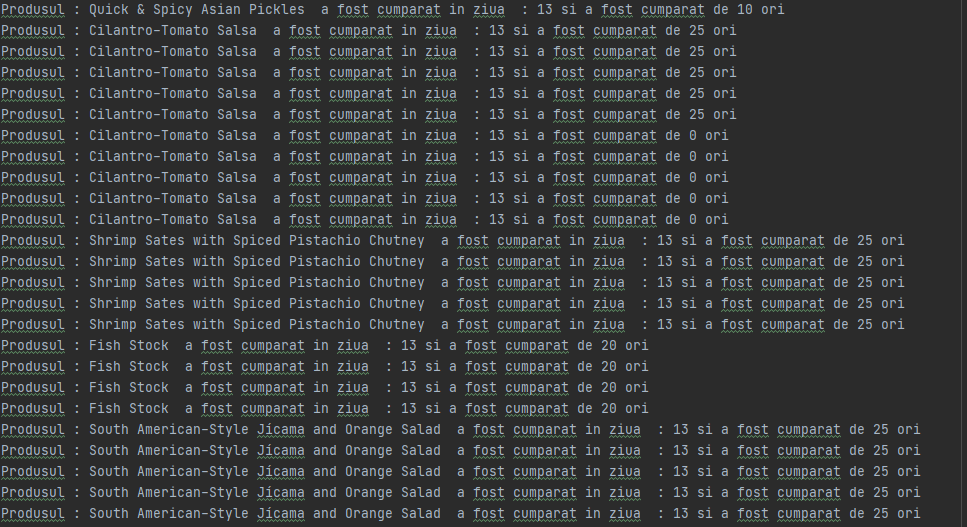 Produsul : Quick & Spicy Asian Pickles  a fost cumparat in ziua  : 13 si a fost cumparat de 10 ori
Produsul : Cilantro-Tomato Salsa  a fost cumparat in ziua  : 13 si a fost cumparat de 25 ori
Produsul : Cilantro-Tomato Salsa  a fost cumparat in ziua  : 13 si a fost cumparat de 25 ori
Produsul : Cilantro-Tomato Salsa  a fost cumparat in ziua  : 13 si a fost cumparat de 25 ori
Produsul : Cilantro-Tomato Salsa  a fost cumparat in ziua  : 13 si a fost cumparat de 25 ori
Produsul : Cilantro-Tomato Salsa  a fost cumparat in ziua  : 13 si a fost cumparat de 25 ori
Produsul : Cilantro-Tomato Salsa  a fost cumparat in ziua  : 13 si a fost cumparat de 0 ori
Produsul : Cilantro-Tomato Salsa  a fost cumparat in ziua  : 13 si a fost cumparat de 0 ori
Produsul : Cilantro-Tomato Salsa  a fost cumparat in ziua  : 13 si a fost cumparat de 0 ori
Produsul : Cilantro-Tomato Salsa  a fost cumparat in ziua  : 13 si a fost cumparat de 0 ori
Produsul : Cilantro-Tomato Salsa  a fost cumparat in ziua  : 13 si a fost cumparat de 0 ori
Produsul : Shrimp Sates with Spiced Pistachio Chutney  a fost cumparat in ziua  : 13 si a fost cumparat de 25 ori
Produsul : Shrimp Sates with Spiced Pistachio Chutney  a fost cumparat in ziua  : 13 si a fost cumparat de 25 ori
Produsul : Shrimp Sates with Spiced Pistachio Chutney  a fost cumparat in ziua  : 13 si a fost cumparat de 25 ori
Produsul : Shrimp Sates with Spiced Pistachio Chutney  a fost cumparat in ziua  : 13 si a fost cumparat de 25 ori
Produsul : Shrimp Sates with Spiced Pistachio Chutney  a fost cumparat in ziua  : 13 si a fost cumparat de 25 ori
Produsul : Fish Stock  a fost cumparat in ziua  : 13 si a fost cumparat de 20 ori
Produsul : Fish Stock  a fost cumparat in ziua  : 13 si a fost cumparat de 20 ori
Produsul : Fish Stock  a fost cumparat in ziua  : 13 si a fost cumparat de 20 ori
Produsul : Fish Stock  a fost cumparat in ziua  : 13 si a fost cumparat de 20 ori
Produsul : South American-Style Jícama and Orange Salad  a fost cumparat in ziua  : 13 si a fost cumparat de 25 ori
Produsul : South American-Style Jícama and Orange Salad  a fost cumparat in ziua  : 13 si a fost cumparat de 25 ori
Produsul : South American-Style Jícama and Orange Salad  a fost cumparat in ziua  : 13 si a fost cumparat de 25 ori
Produsul : South American-Style Jícama and Orange Salad  a fost cumparat in ziua  : 13 si a fost cumparat de 25 ori
Produsul : South American-Style Jícama and Orange Salad  a fost cumparat in ziua  : 13 si a fost cumparat de 25 ori